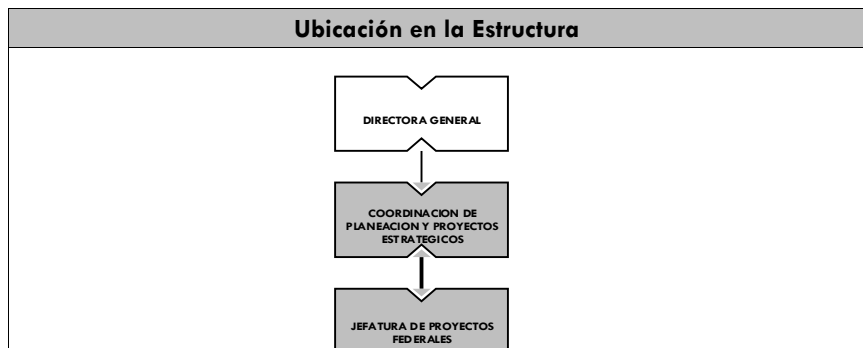 Ubicación en la Estructura
DIRECTORA GENERAL
COORDINACION DE
PLANEACION Y PROYECTOS
ESTRATEGICOS
JEFATURA DE PROYECTOS
FEDERALES